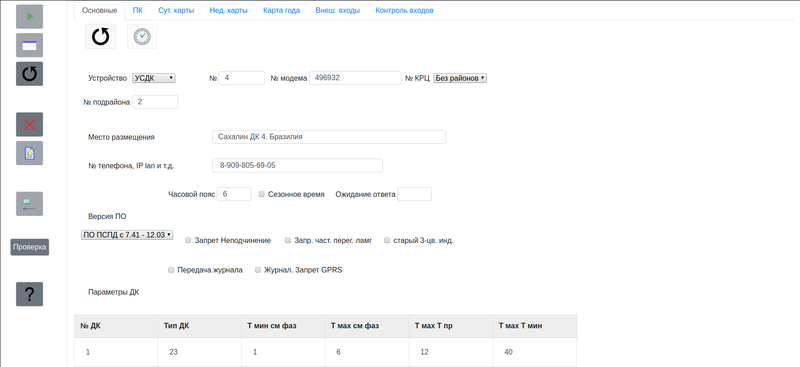 Основные ПК Сут. карты Нед. карты Карта года Внеш. входы Контроль входов
Устройство УСДК № 4 № модема 496932 № КРЦ Без районов
№ подрайона 2
Место размещения Сахалин ДК 4. Бразилия
№ телефона, IP lan и т.д. 8-909-805-69-05
Часовой пояс 6 Сезонное время Ожидание ответа
Версия ПО
ПО ПСПД с 7.41 - 12.03 Запрет Неподчинение Запр. част. перег. ламг старый 3-цв. инд.
Проверка
Передача журнала Журнал. Запрет GPRS
Параметры ДК
?
№ ДК Тип ДК Т мин см фаз Т мах см фаз Т мах Т пр Т мах Т мин
1 23 1 6 12 40